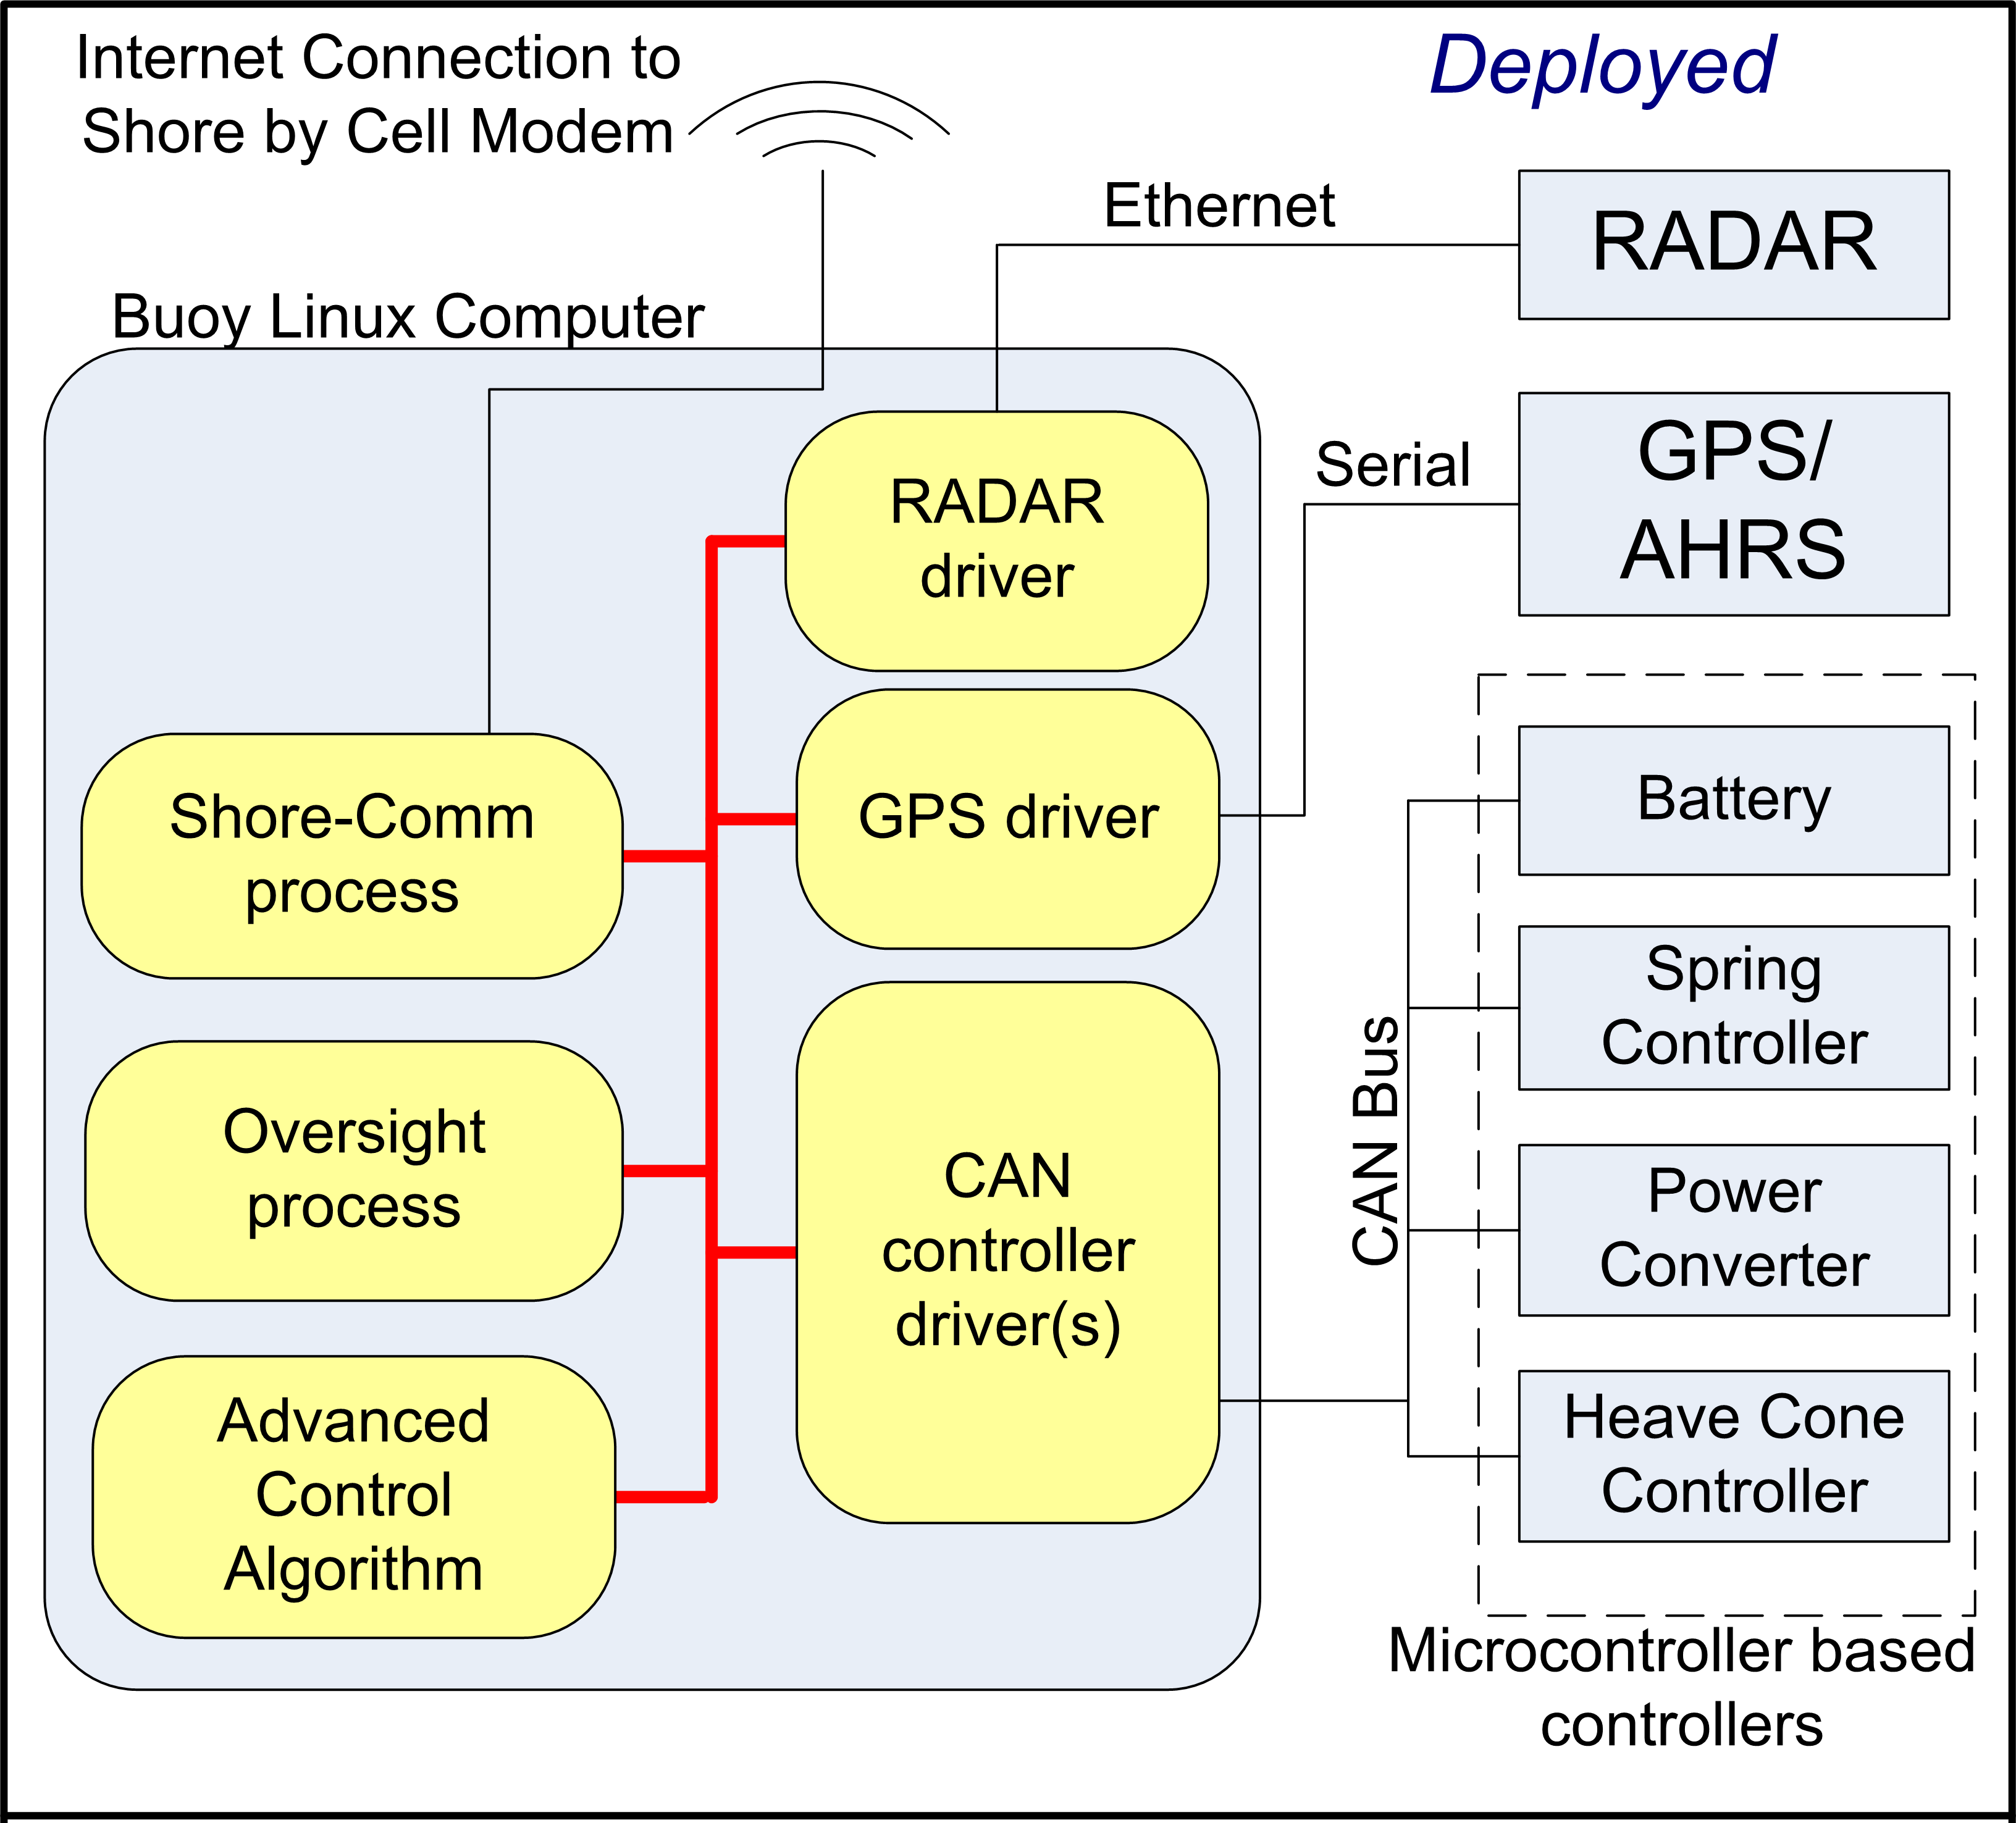 Internet Connection to
Shore by Cell Modem
Deployed
Ethernet
RADAR
Buoy Linux Computer
Serial
GPS/
AHRS
RADAR
driver
Shore-Comm
process
GPS driver
Battery
Spring
Controller
Oversight
process
CAN
controller
driver(s)
CAN Bus
Power
Converter
Advanced
Control
Algorithm
Heave Cone
Controller
Microcontroller based
controllers